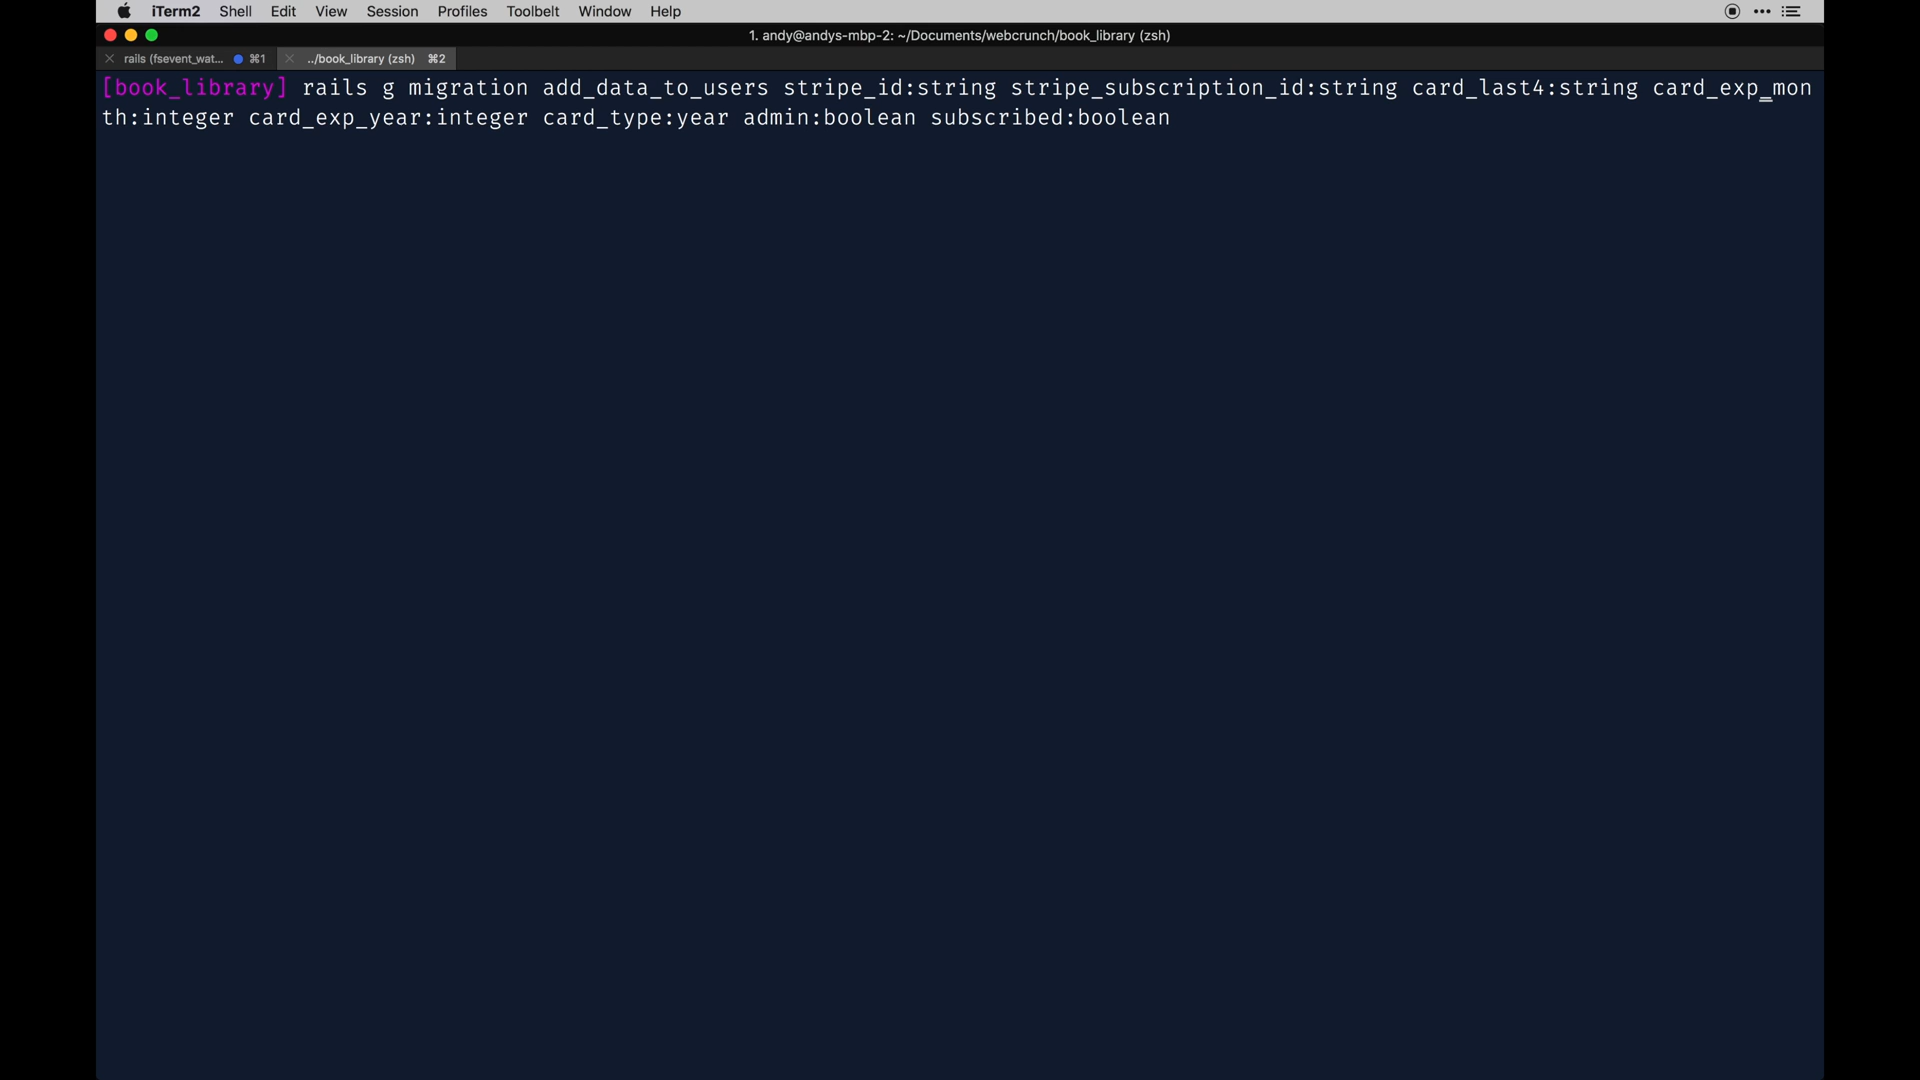 iTerm2 Shell Edit View Session Profiles Toolbelt Window Help
1. andy@andys-mbp-2: ~/Documents/webcrunch/book_library (zsh)
rails (fsevent_wat... ⌘1 ../book_library (zsh) ⌘2
[book_library] rails g migration add_data_to_users stripe_id:string stripe_subscription_id:string card_last4:string card_exp_mon
th:integer card_exp_year:integer card_type:year admin:boolean subscribed:boolean